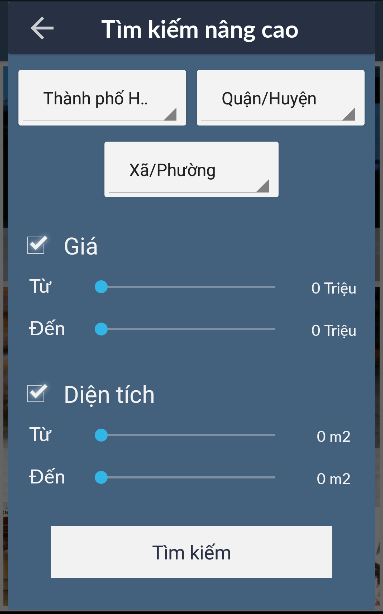 Tìm kiếm nâng cao
Thành phố H..
Quận/Huyện
Xã/Phường
Giá
Từ
0 Triệu
Đến
0 Triệu
Diện tích
Từ
0 m2
Đến
0 m2
Tìm kiếm